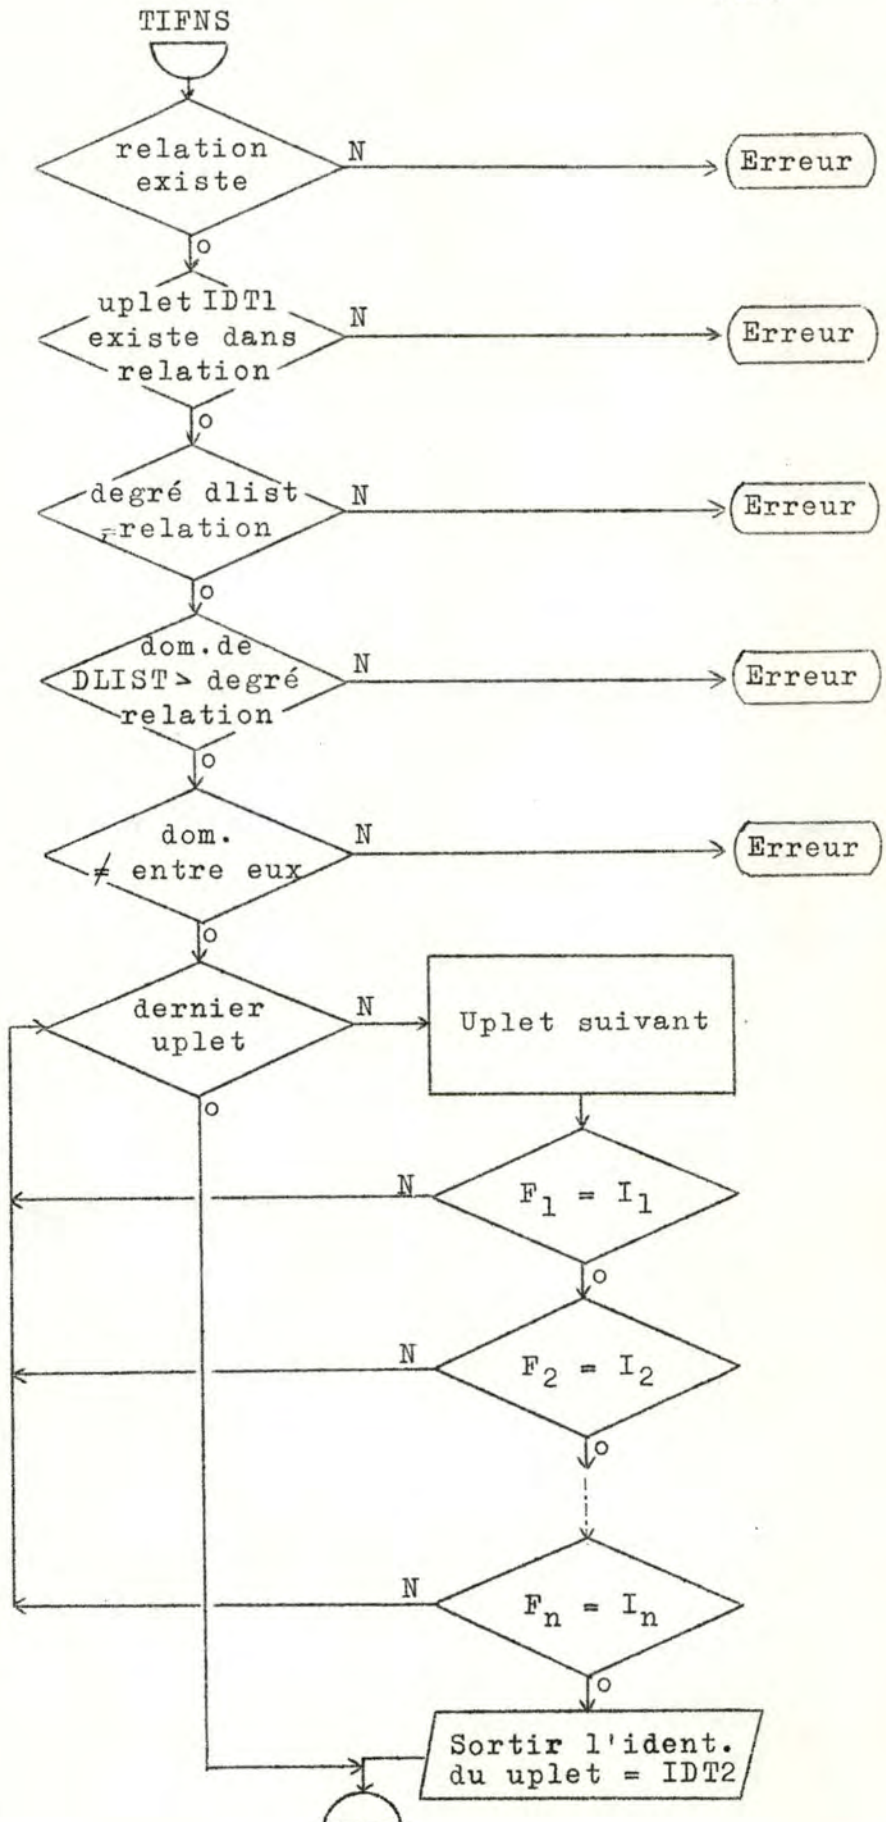 TIFNS
relation
existe
N
Erreur
o
uplet IDT1
existe dans
relation
N
Erreur
o
degré dlist
=relation
N
Erreur
o
dom.de
DLIST > degré
relation
N
Erreur
o
dom.
≠ entre eux
N
Erreur
o
dernier
uplet
N
Uplet suivant
o
N
F1 = I1
o
N
F2 = I2
o
N
Fn = In
o
Sortir l'ident.
du uplet = IDT2